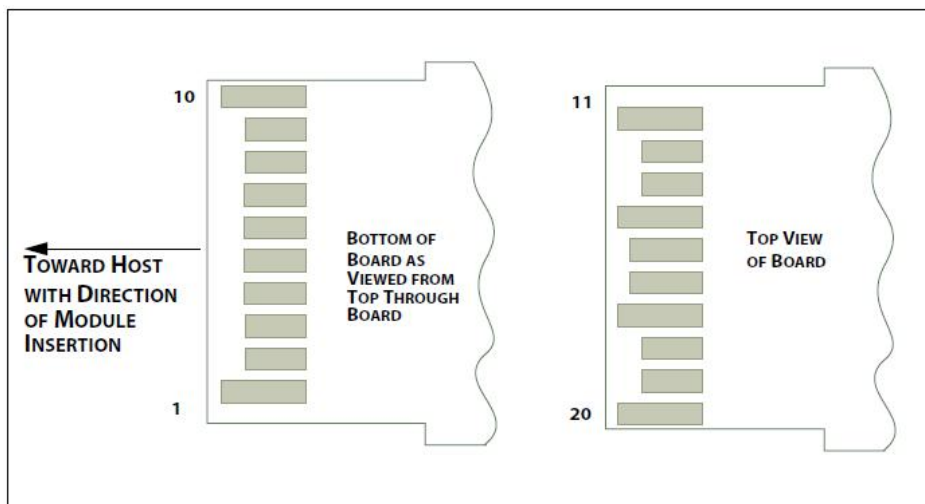 10
1
TOWARD HOST
WITH DIRECTION
OF MODULE
INSERTION
BOTTOM OF
BOARD AS
VIEWED FROM
TOP THROUGH
BOARD
11
20
TOP VIEW
OF BOARD